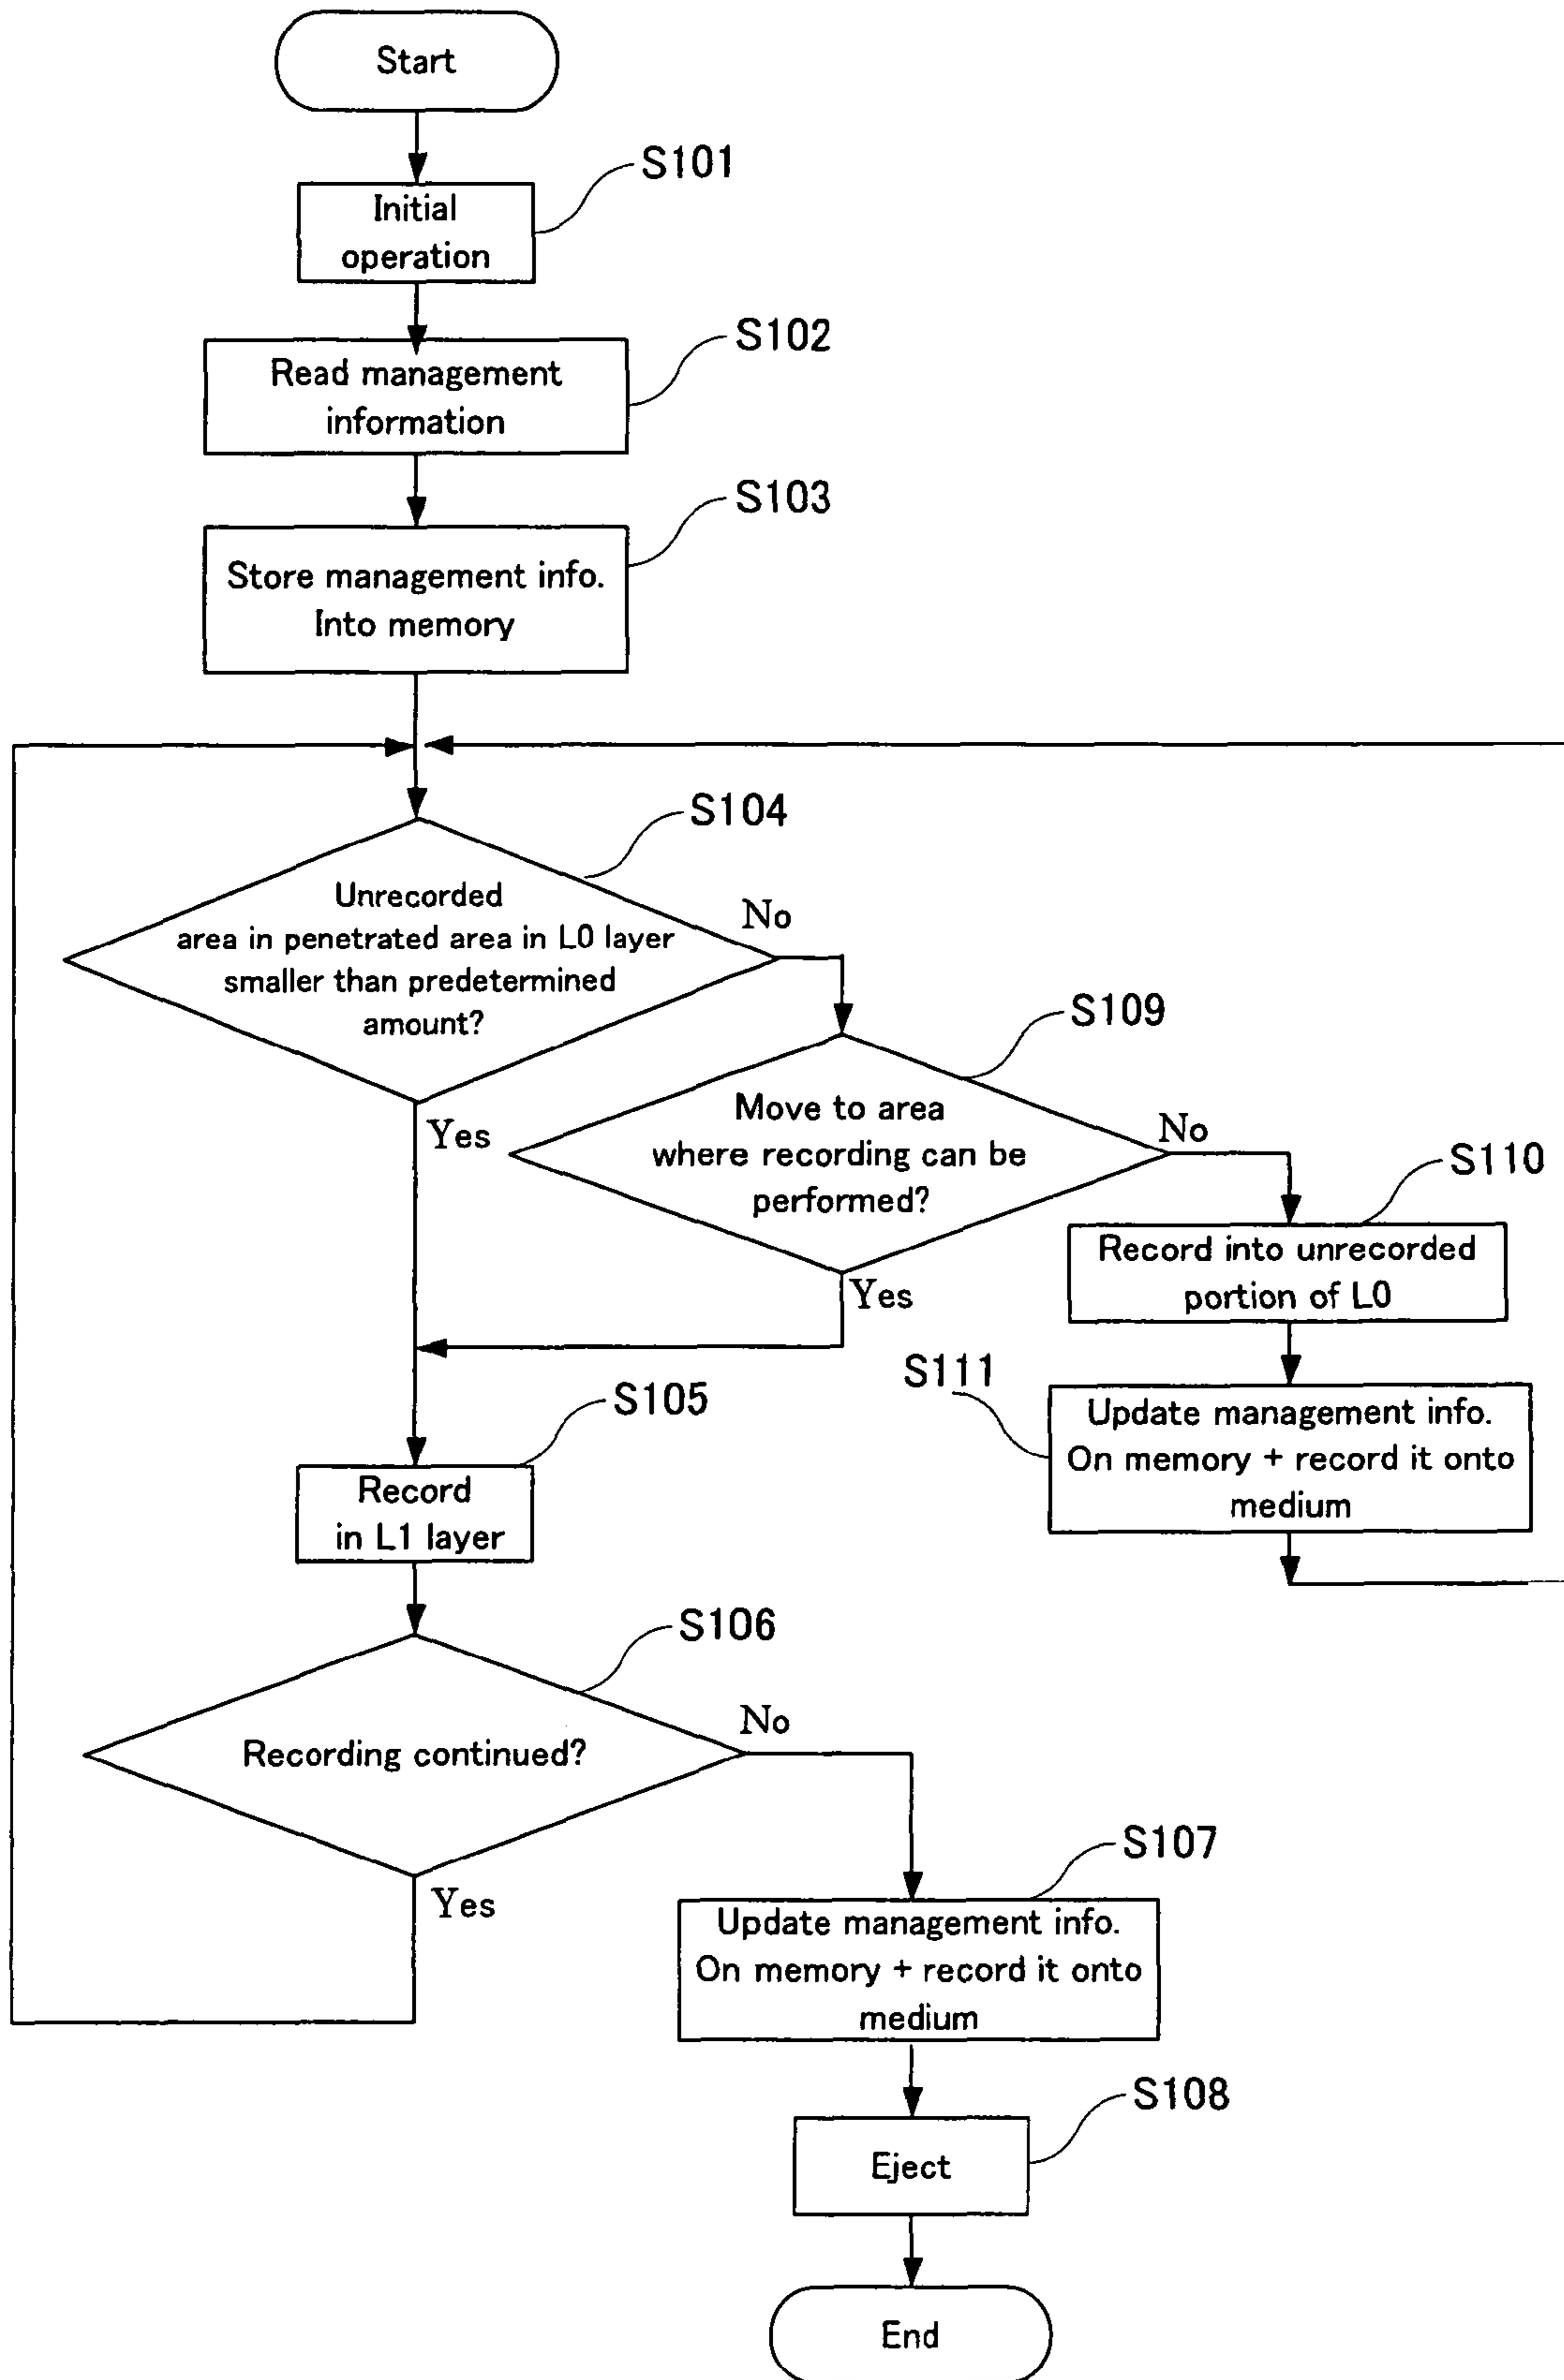 Start
S101
Initial
operation
S102
Read management
information
S103
Store management info.
Into memory
S104
Unrecorded
area in penetrated area in L0 layer
smaller than predetermined
amount?
No
Yes
S109
Move to area
where recording can be
performed?
No
Yes
S110
Record into unrecorded
portion of L0
S111
Update management info.
On memory + record it onto
medium
S105
Record
in L1 layer
S106
Recording continued?
No
Yes
S107
Update management info.
On memory + record it onto
medium
S108
Eject
End